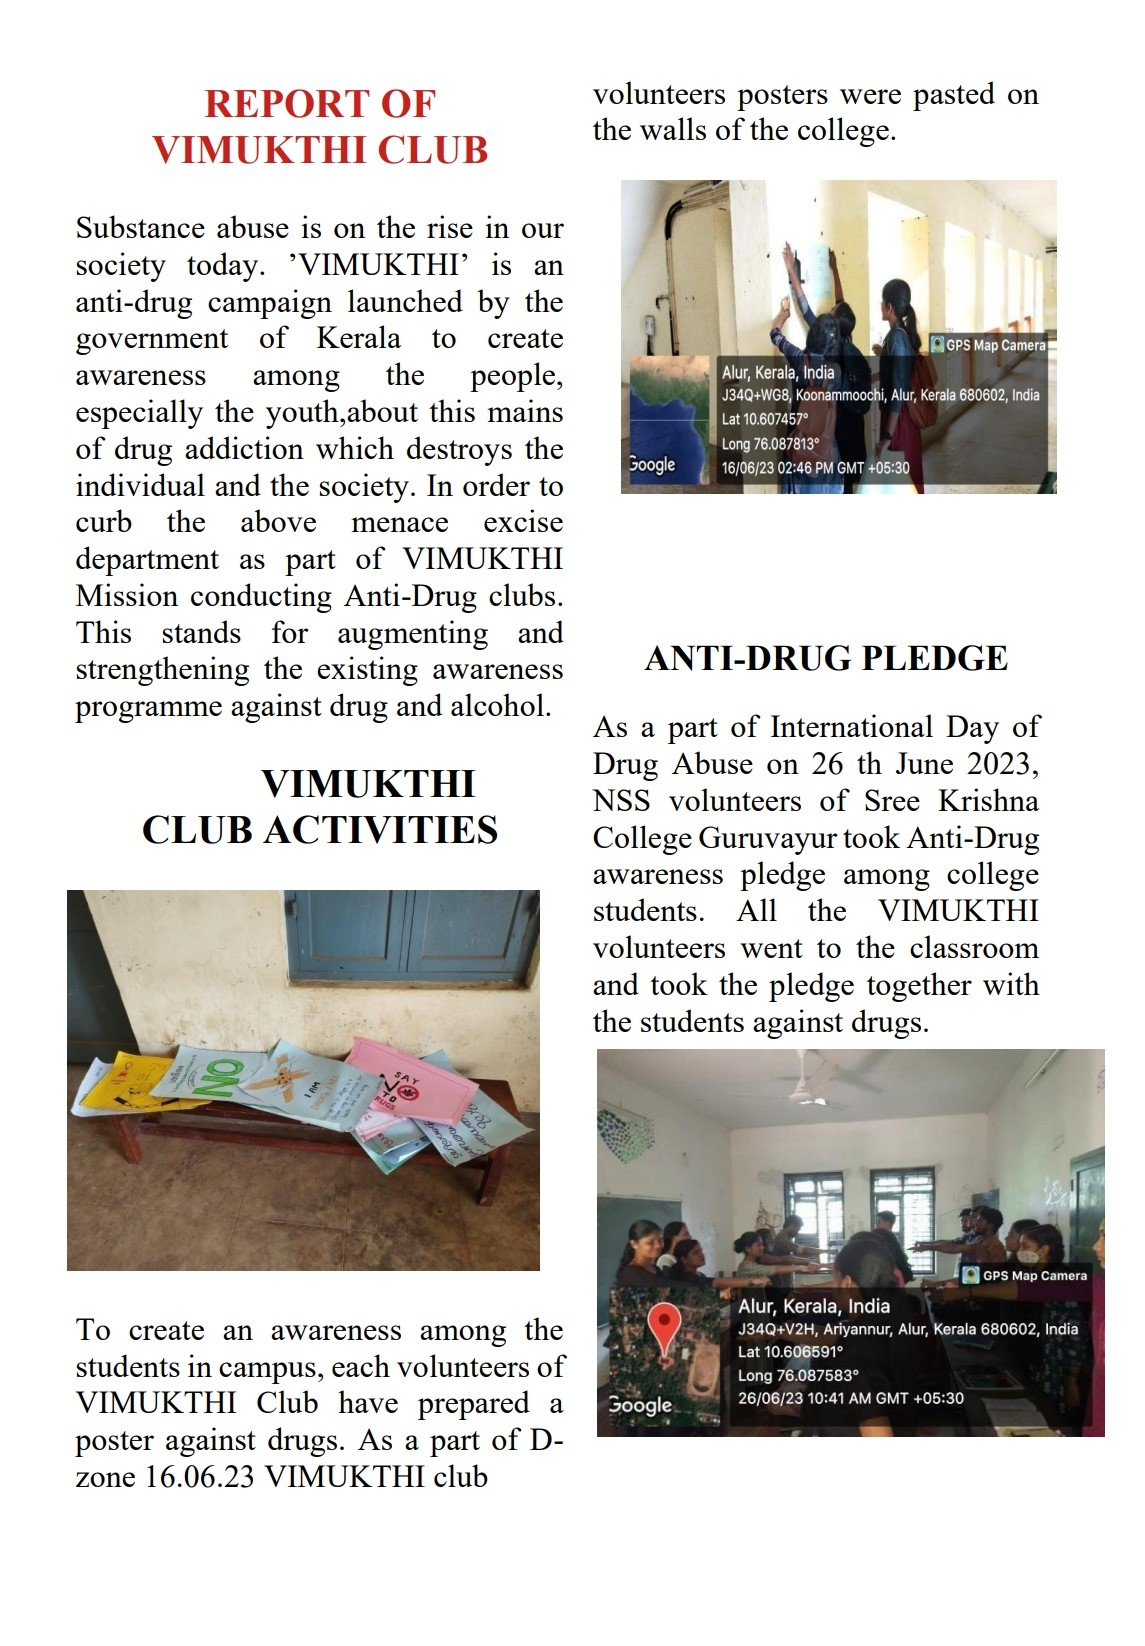 REPORT OF
VIMUKTHI CLUB
Substance abuse is on the rise in our
society today. ’VIMUKTHI’ is an
anti-drug campaign launched by the
government of Kerala to create
awareness among the people,
especially the youth,about this mains
of drug addiction which destroys the
individual and the society. In order to
curb the above menace excise
department as part of VIMUKTHI
Mission conducting Anti-Drug clubs.
This stands for augmenting and
strengthening the existing awareness
programme against drug and alcohol.
VIMUKTHI
CLUB ACTIVITIES
NO
I AM
SAY
NO
TO
DRUGS
To create an awareness among the
students in campus, each volunteers of
VIMUKTHI Club have prepared a
poster against drugs. As a part of D-
zone 16.06.23 VIMUKTHI club
volunteers posters were pasted on
the walls of the college.
GPS Map Camera
Alur, Kerala, India
J34Q+WG8, Koonammoochi, Alur, Kerala 680602, India
Lat 10.607457°
Long 76.087813°
16/06/23 02:46 PM GMT +05:30
Google
ANTI-DRUG PLEDGE
As a part of International Day of
Drug Abuse on 26 th June 2023,
NSS volunteers of Sree Krishna
College Guruvayur took Anti-Drug
awareness pledge among college
students. All the VIMUKTHI
volunteers went to the classroom
and took the pledge together with
the students against drugs.
GPS Map Camera
Alur, Kerala, India
J34Q+V2H, Ariyannur, Alur, Kerala 680602, India
Lat 10.606591°
Long 76.087583°
26/06/23 10:41 AM GMT +05:30
Google